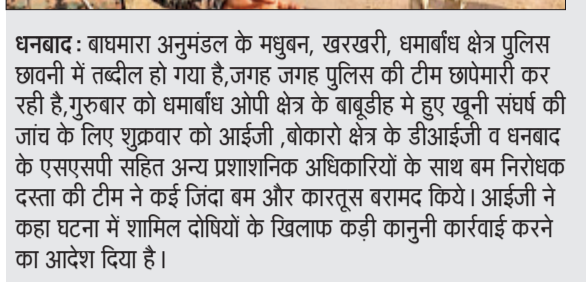 धनबाद : बाघमारा अनुमंडल के मधुबन, खरखरी, धमाबांध क्षेत्र पुलिस
छावनी में तब्दील हो गया है,जगह जगह पुलिस की टीम छापेमारी कर
रही है,गुरुबार को धर्माबांध ओपी क्षेत्र के बाबूडीह मे हुए खूनी संघर्ष की
जांच के लिए शुक्रवार को आईजी ,बोकारो क्षेत्र के डीआईजी व धनबाद
के एसएसपी सहित अन्य प्रशाशनिक अधिकारियों के साथ बम निरोधक
दस्ता की टीम ने कई जिंदा बम और कारतूस बरामद किये। आईजी ने
कहा घटना में शामिल दोषियों के खिलाफ कड़ी कानुनी कार्रवाई करने
का आदेश दिया है।